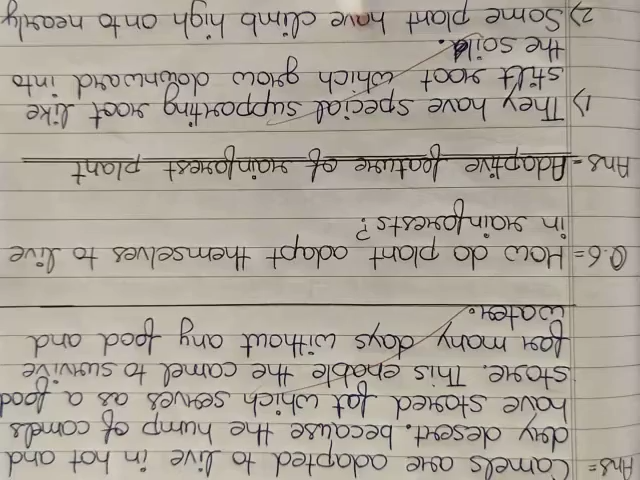 Ans= Camels are adapted to live in hot and
dry desert. because the hump of camels
have stored fat which serves as a food
store. This enable the camel to survive
for many days without any food and
water.
Q.6= How do plant adapt themselves to live
in rainforests?
Ans= Adaptive feature of rainforest plant
1) They have special supporting root like
stilt root which grow downward into
the soil.
2) Some plant have climb high onto nearly